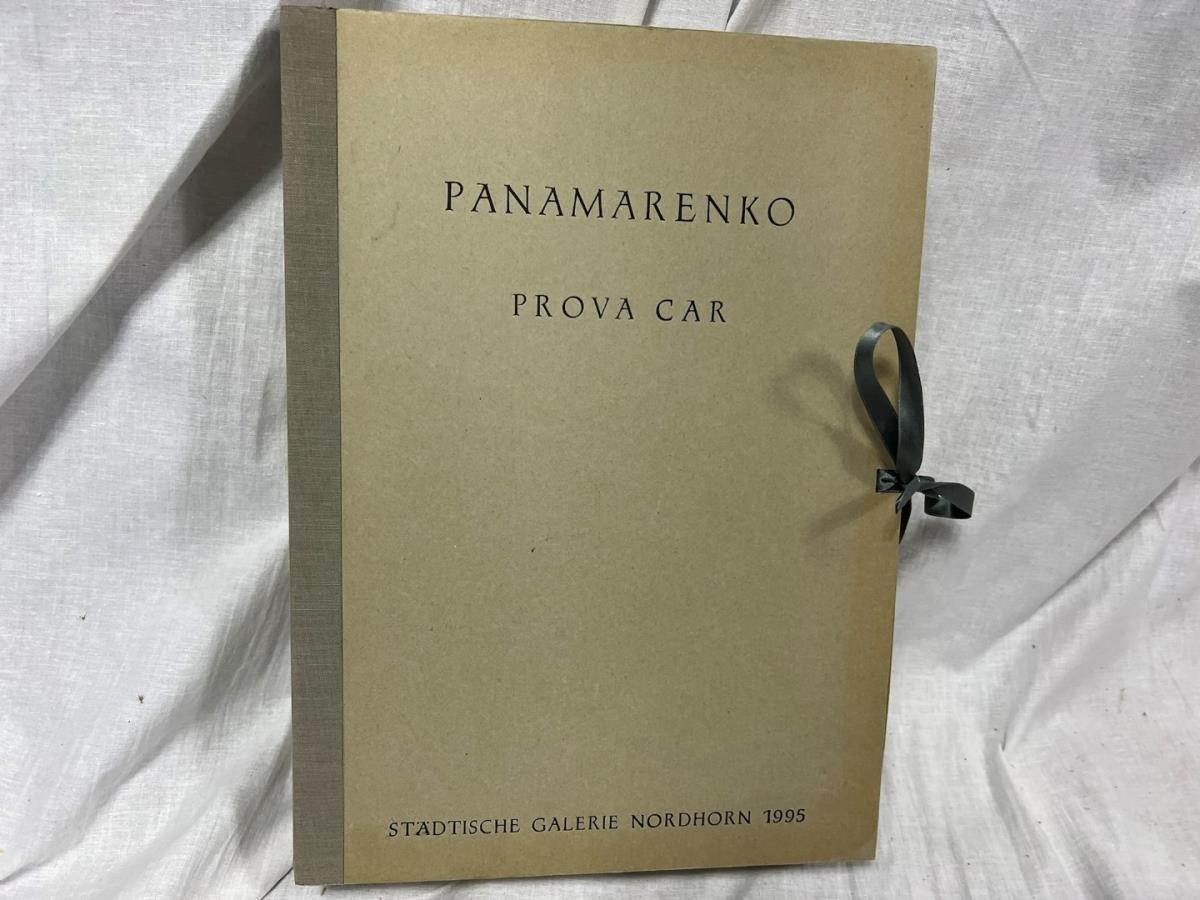 PANAMARENKO
PROVA CAR
STÄDTISCHE GALERIE NORDHORN 1995